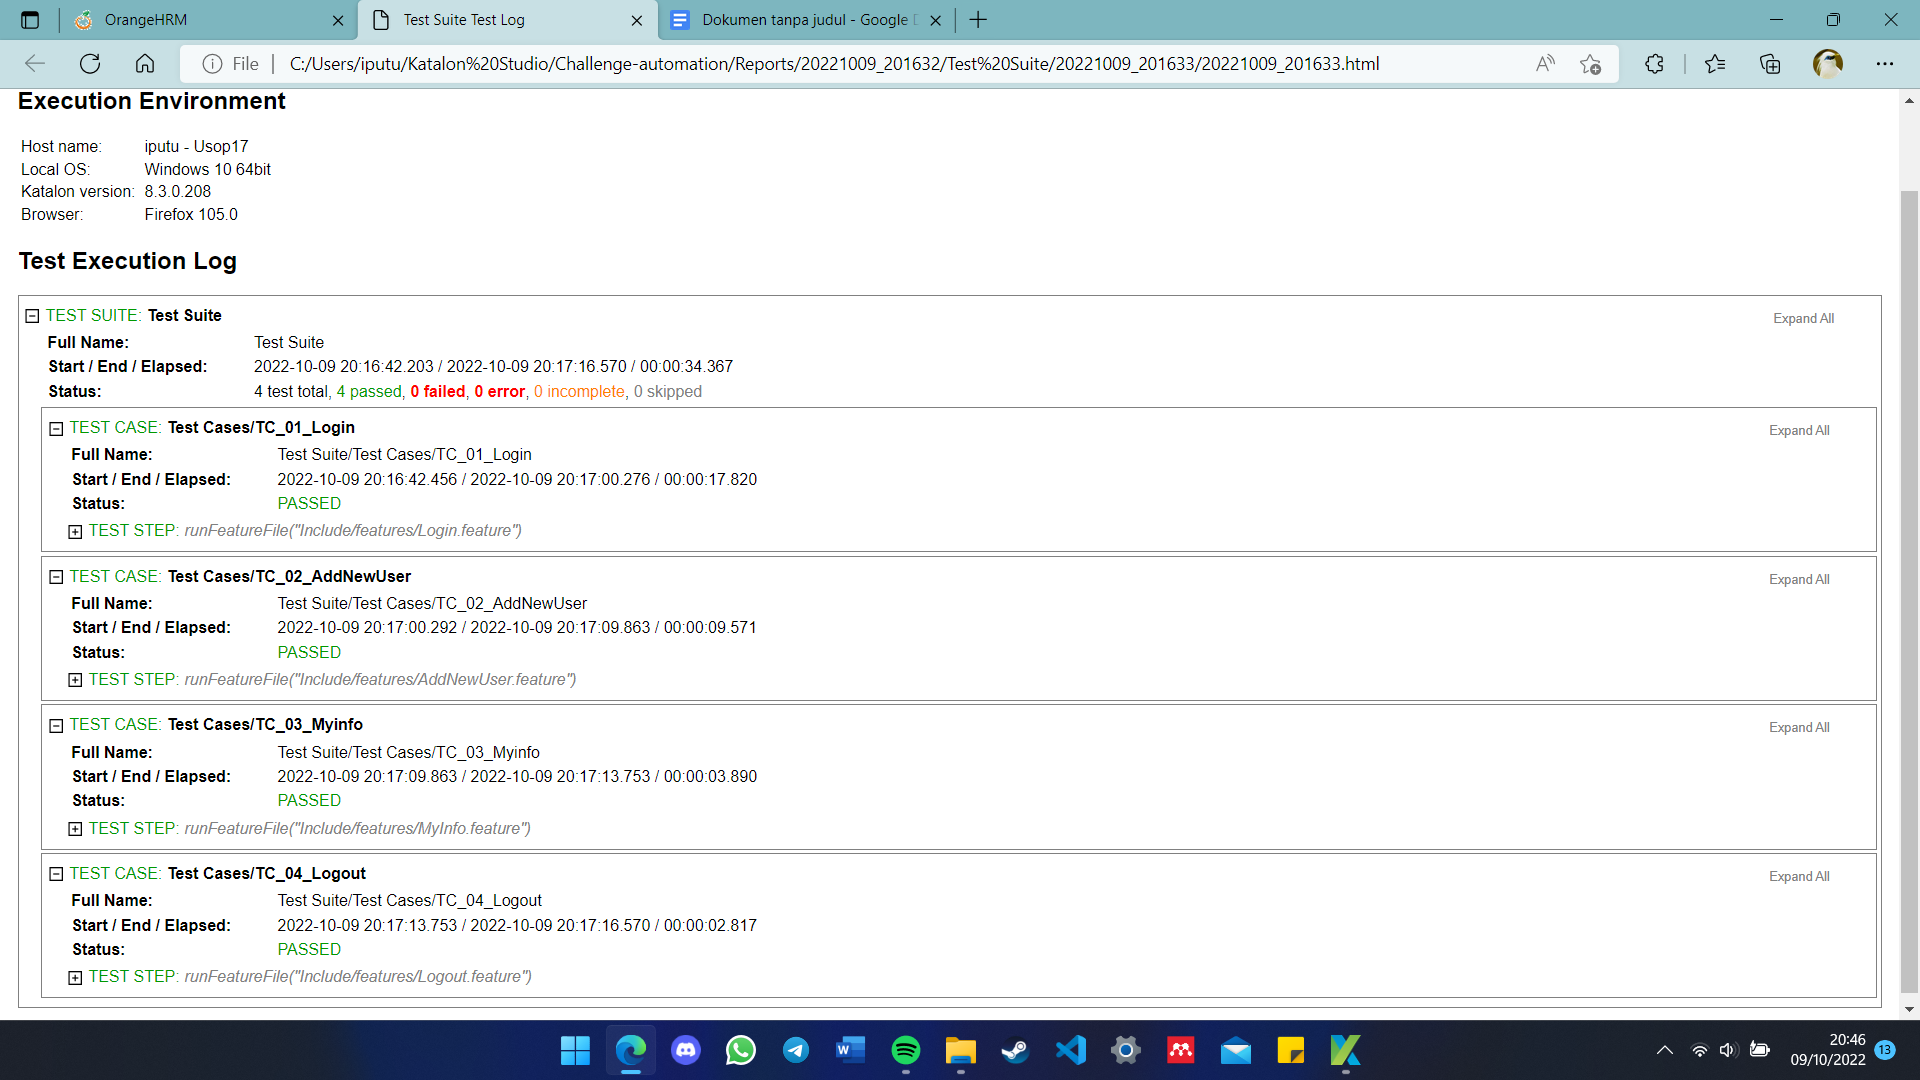 OrangeHRM
Test Suite Test Log
Dokumen tanpa judul - Google D
File
C:/Users/iputu/Katalon%20Studio/Challenge-automation/Reports/20221009_201632/Test%20Suite/20221009_201633/20221009_201633.html
Execution Environment
Host name: iputu - Usop17
Local OS: Windows 10 64bit
Katalon version: 8.3.0.208
Browser: Firefox 105.0
Test Execution Log
TEST SUITE: Test Suite Expand All
Full Name: Test Suite
Start / End / Elapsed: 2022-10-09 20:16:42.203 / 2022-10-09 20:17:16.570 / 00:00:34.367
Status: 4 test total, 4 passed, 0 failed, 0 error, 0 incomplete, 0 skipped
TEST CASE: Test Cases/TC_01_Login Expand All
Full Name: Test Suite/Test Cases/TC_01_Login
Start / End / Elapsed: 2022-10-09 20:16:42.456 / 2022-10-09 20:17:00.276 / 00:00:17.820
Status: PASSED
TEST STEP: runFeatureFile("Include/features/Login.feature")
TEST CASE: Test Cases/TC_02_AddNewUser Expand All
Full Name: Test Suite/Test Cases/TC_02_AddNewUser
Start / End / Elapsed: 2022-10-09 20:17:00.292 / 2022-10-09 20:17:09.863 / 00:00:09.571
Status: PASSED
TEST STEP: runFeatureFile("Include/features/AddNewUser.feature")
TEST CASE: Test Cases/TC_03_Myinfo Expand All
Full Name: Test Suite/Test Cases/TC_03_Myinfo
Start / End / Elapsed: 2022-10-09 20:17:09.863 / 2022-10-09 20:17:13.753 / 00:00:03.890
Status: PASSED
TEST STEP: runFeatureFile("Include/features/MyInfo.feature")
TEST CASE: Test Cases/TC_04_Logout Expand All
Full Name: Test Suite/Test Cases/TC_04_Logout
Start / End / Elapsed: 2022-10-09 20:17:13.753 / 2022-10-09 20:17:16.570 / 00:00:02.817
Status: PASSED
TEST STEP: runFeatureFile("Include/features/Logout.feature")
20:46
09/10/2022
13